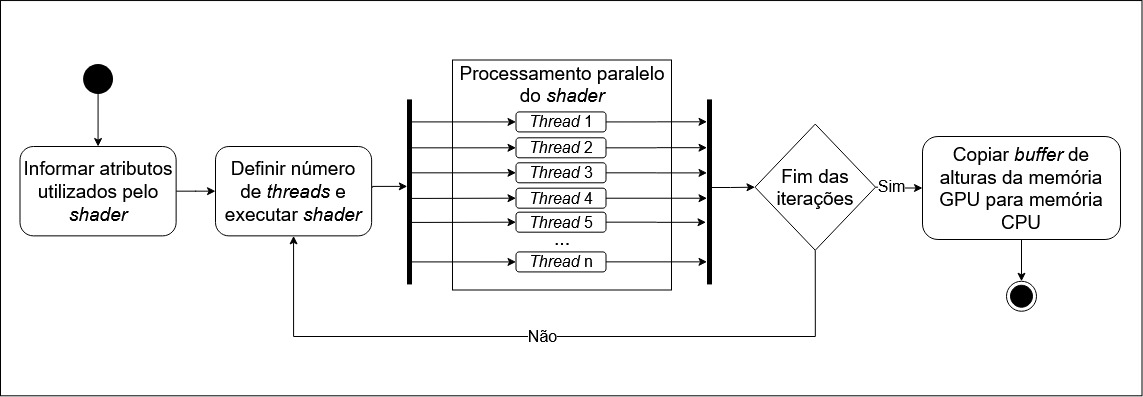 Informar atributos
utilizados pelo
shader
Definir número
de threads e
executar shader
Processamento paralelo
do shader
Thread 1
Thread 2
Thread 3
Thread 4
Thread 5
...
Thread n
Fim das
iterações
Sim
Não
Copiar buffer de
alturas da memória
GPU para memória
CPU